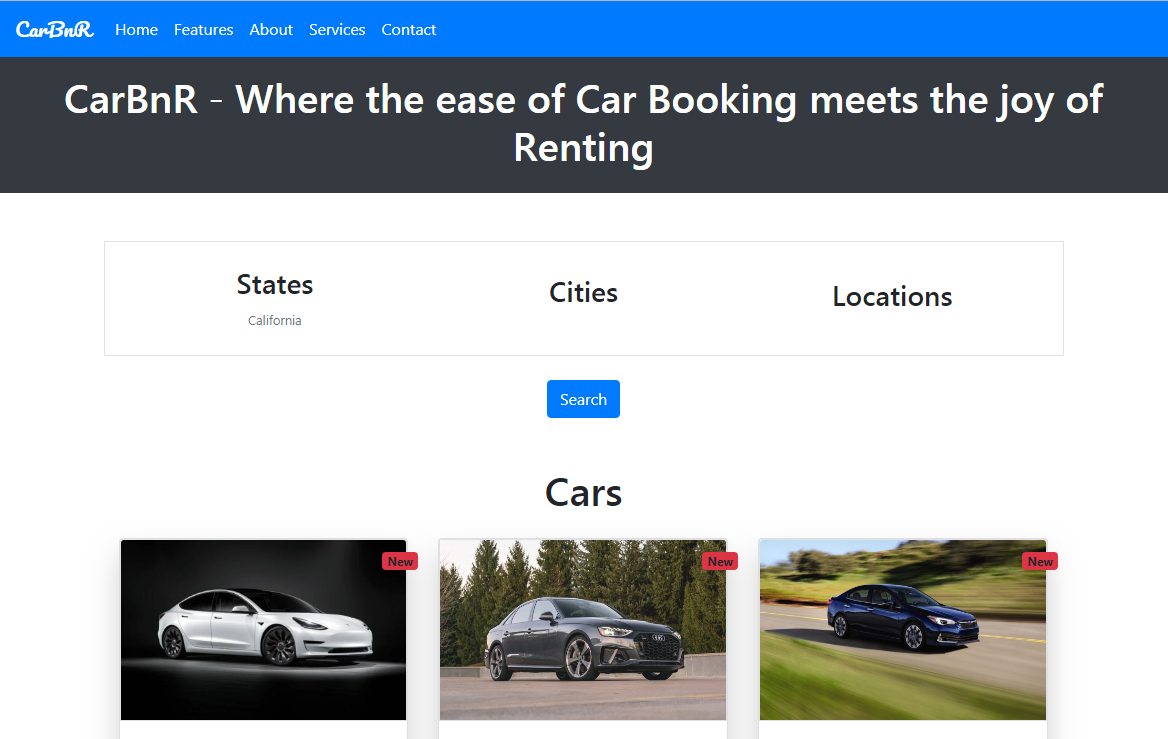 CarBnR Home Features About Services Contact
CarBnR - Where the ease of Car Booking meets the joy of
Renting
States Cities Locations
California
Search
Cars
New New New